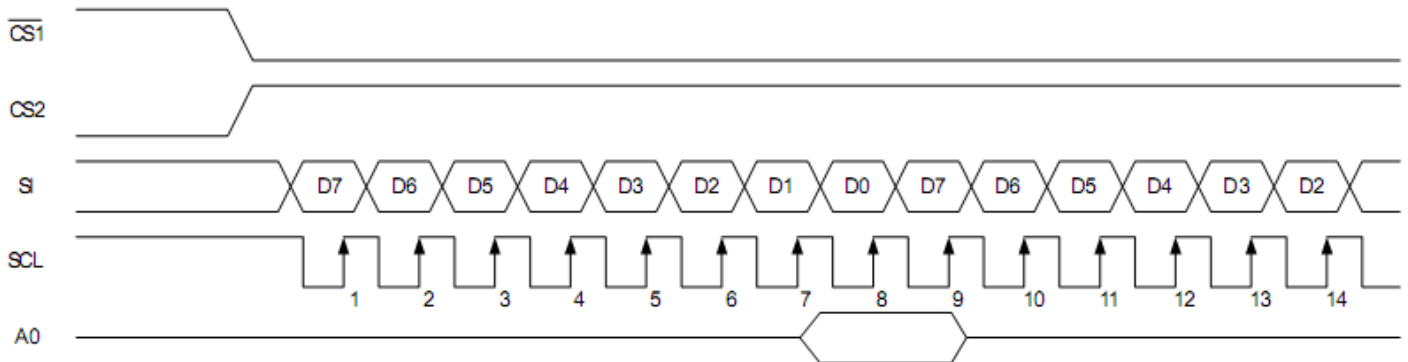 CS1
CS2
SI D7 D6 D5 D4 D3 D2 D1 D0 D7 D6 D5 D4 D3 D2
SCL
1 2 3 4 5 6 7 8 9 10 11 12 13 14
A0